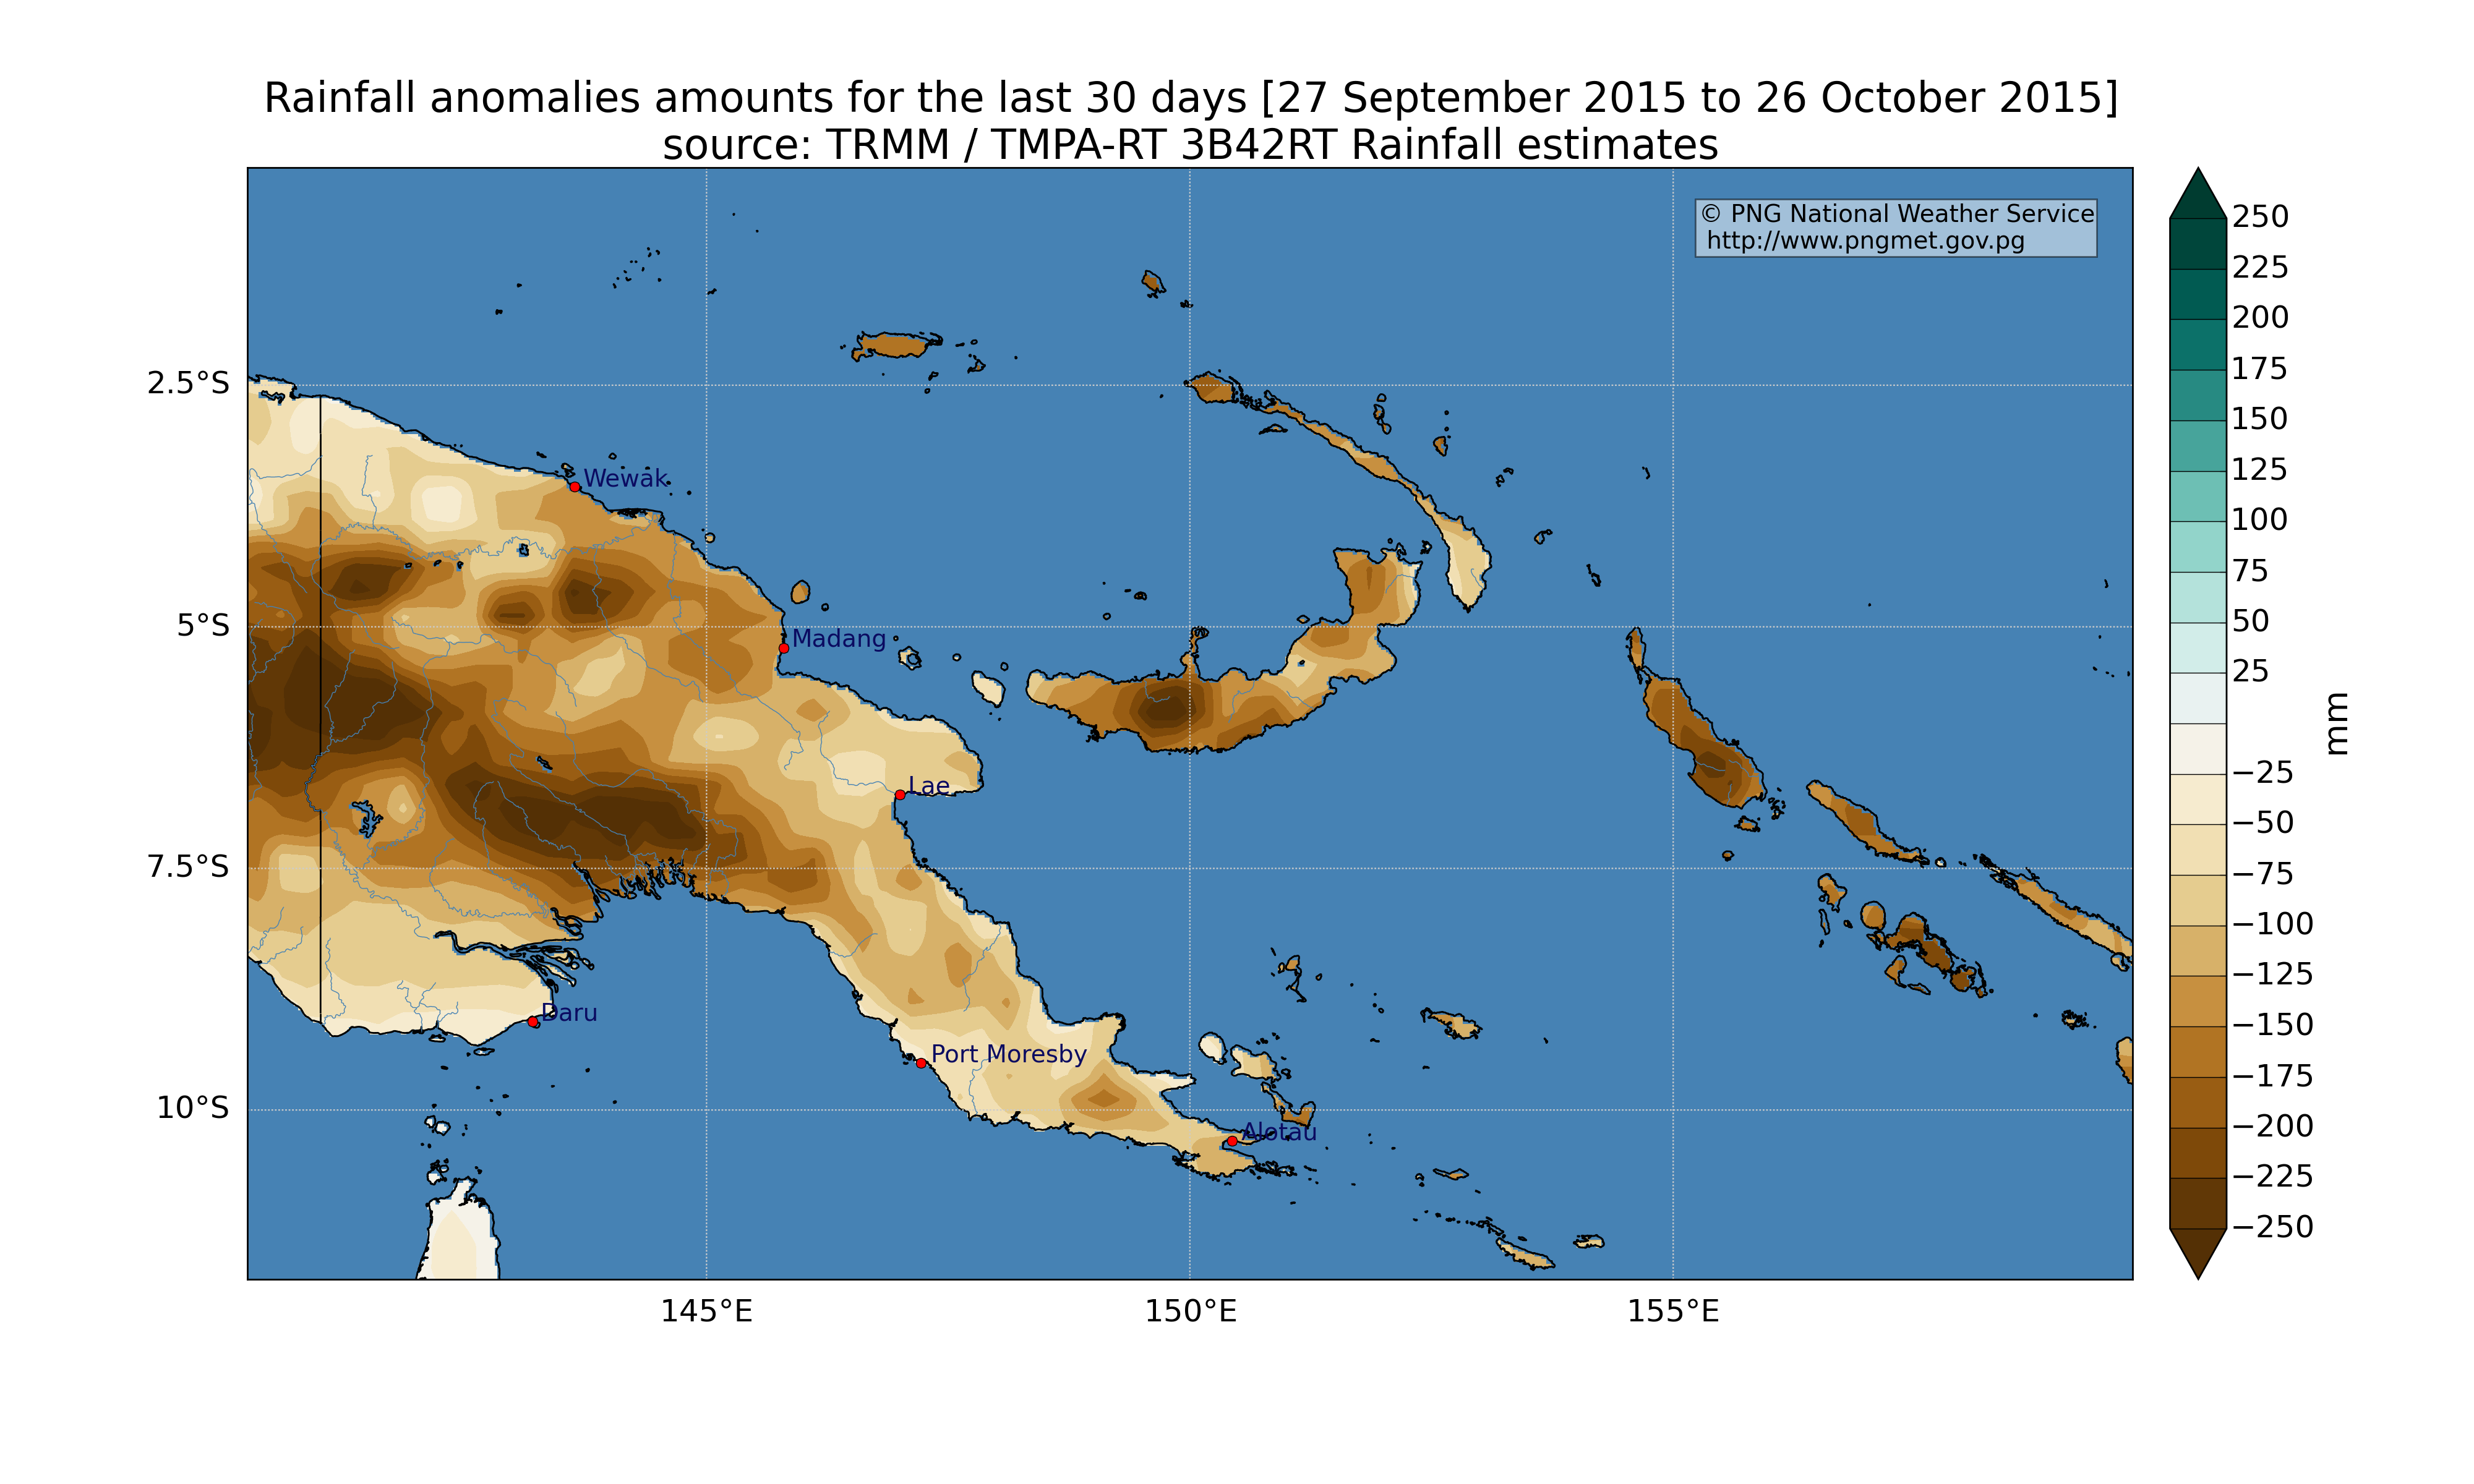 Rainfall anomalies amounts for the last 30 days [27 September 2015 to 26 October 2015]
source: TRMM / TMPA-RT 3B42RT Rainfall estimates
© PNG National Weather Service
http://www.pngmet.gov.pg
2.5°S
5°S
7.5°S
10°S
Wewak
Madang
Lae
Daru
Port Moresby
Alotau
145°E
150°E
155°E
250
225
200
175
150
125
100
75
50
25
−25
−50
−75
−100
−125
−150
−175
−200
−225
−250
mm